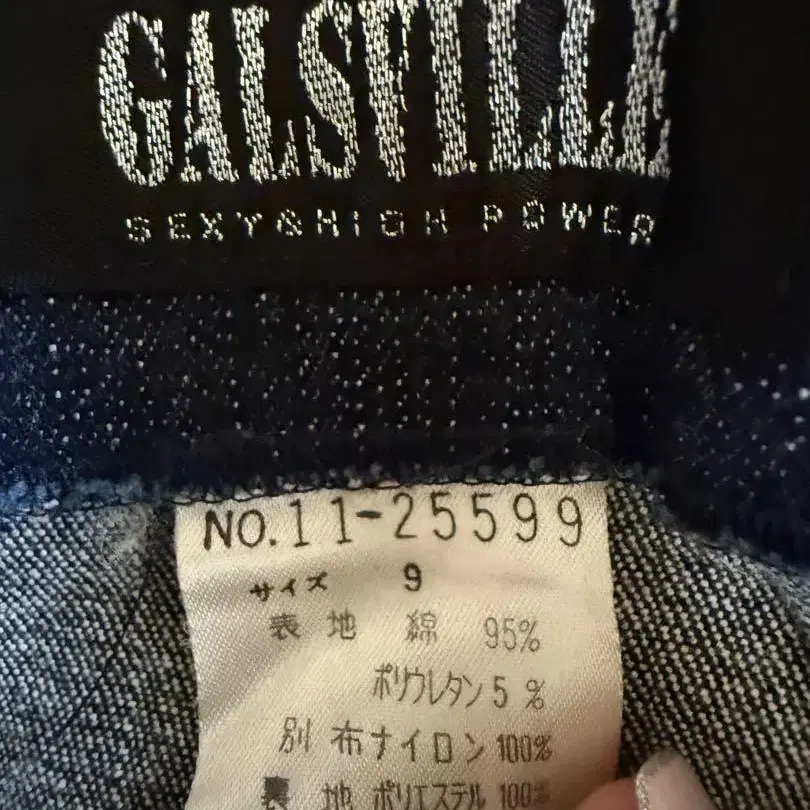 GALSVILLE
SEXY&HIGH POWER
NO.11-25599
サイズ 9
表地 綿 95%
ポリウレタン 5 %
別布ナイロン 100%
裏地 ポリエステル 100%